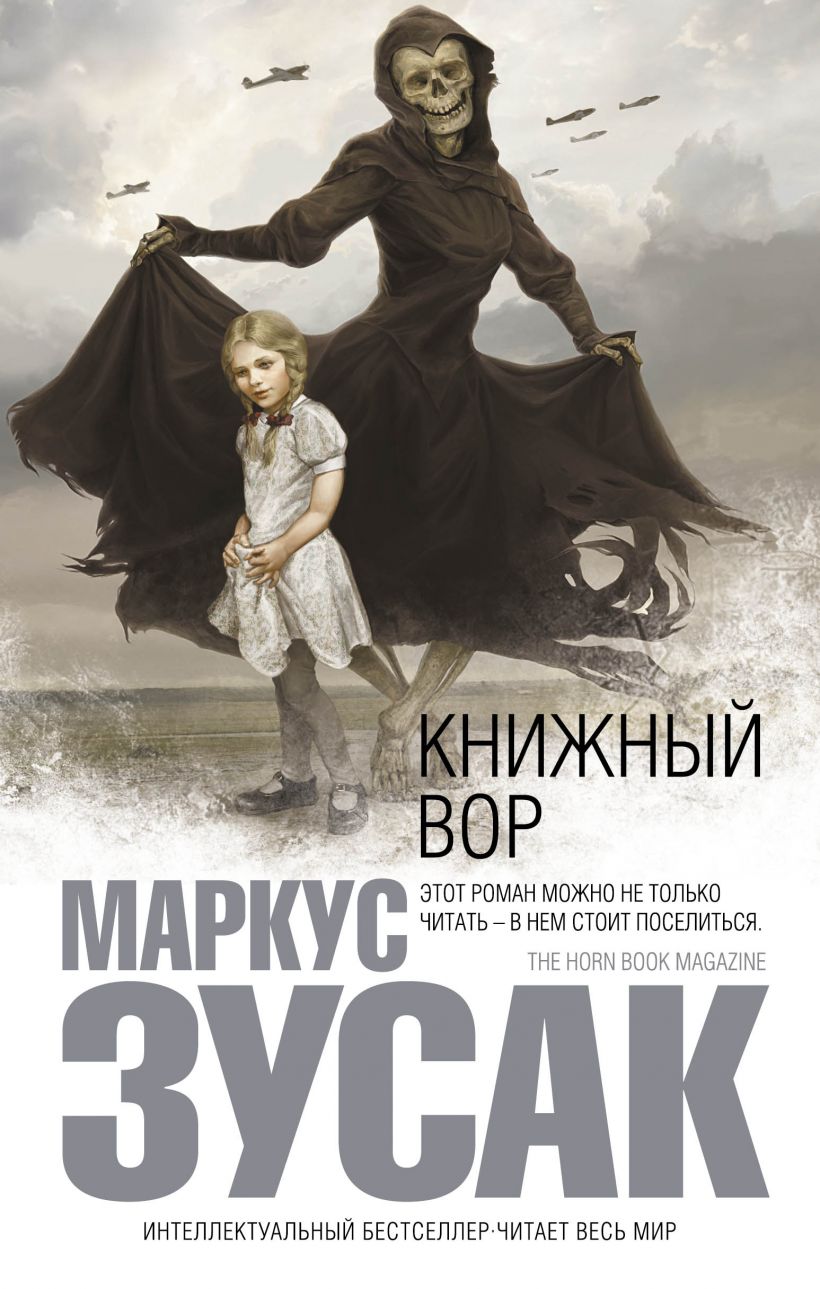 КНИЖНЫЙ
ВОР
МАРКУС
ЭТОТ РОМАН МОЖНО НЕ ТОЛЬКО
ЧИТАТЬ – В НЕМ СТОИТ ПОСЕЛИТЬСЯ.
THE HORN BOOK MAGAZINE
ЗУСАК
ИНТЕЛЛЕКТУАЛЬНЫЙ БЕСТСЕЛЛЕР·ЧИТАЕТ ВЕСЬ МИР